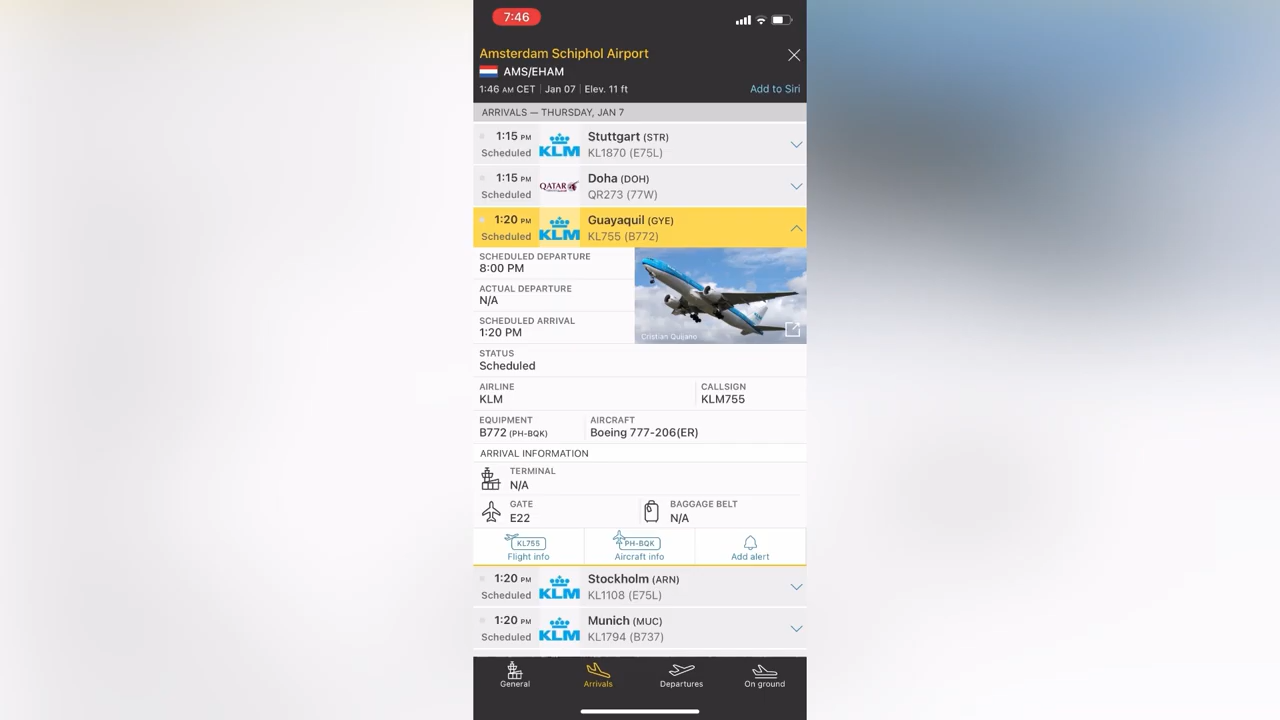 7:46
Amsterdam Schiphol Airport
AMS/EHAM
1:46 AM CET | Jan 07 | Elev. 11 ft
Add to Siri
ARRIVALS — THURSDAY, JAN 7
1:15 PM
Scheduled
KLM
Stuttgart (STR)
KL1870 (E75L)
1:15 PM
Scheduled
QATAR
Doha (DOH)
QR273 (77W)
1:20 PM
Scheduled
KLM
Guayaquil (GYE)
KL755 (B772)
SCHEDULED DEPARTURE
8:00 PM
ACTUAL DEPARTURE
N/A
SCHEDULED ARRIVAL
1:20 PM
Cristian Quijano
STATUS
Scheduled
AIRLINE
KLM
CALLSIGN
KLM755
EQUIPMENT
B772 (PH-BQK)
AIRCRAFT
Boeing 777-206(ER)
ARRIVAL INFORMATION
TERMINAL
N/A
GATE
E22
BAGGAGE BELT
N/A
KL755
Flight info
PH-BQK
Aircraft info
Add alert
1:20 PM
Scheduled
KLM
Stockholm (ARN)
KL1108 (E75L)
1:20 PM
Scheduled
KLM
Munich (MUC)
KL1794 (B737)
General
Arrivals
Departures
On ground